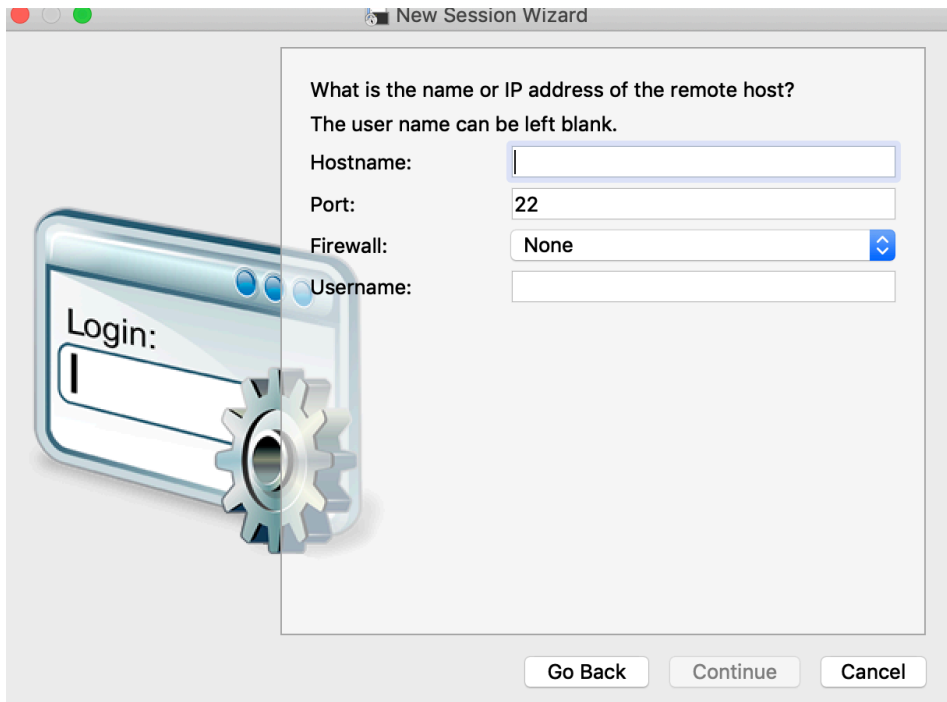 New Session Wizard
What is the name or IP address of the remote host?
The user name can be left blank.
Hostname:
Port: 22
Firewall: None
Username:
Login:
Go Back Continue Cancel